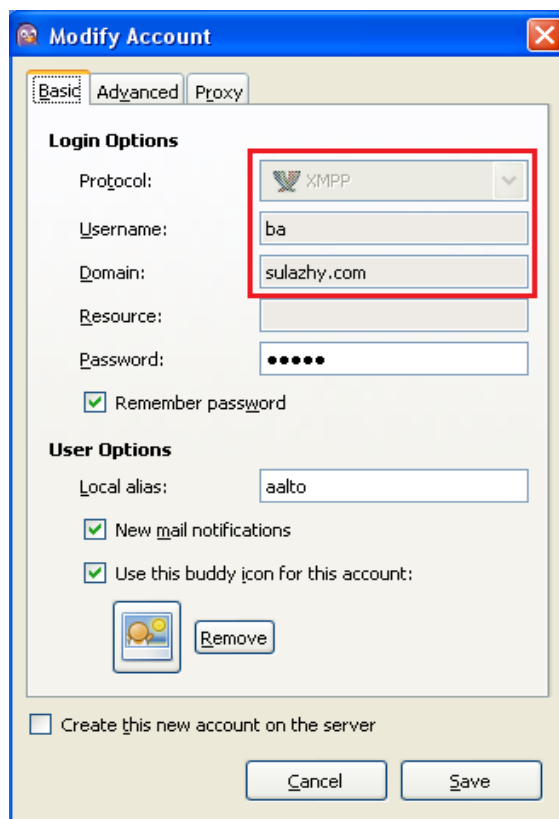 Modify Account
Basic Advanced Proxy
Login Options
Protocol: XMPP
Username: ba
Domain: sulazhy.com
Resource:
Password: ●●●●●
Remember password
User Options
Local alias: aalto
New mail notifications
Use this buddy icon for this account:
Remove
Create this new account on the server
Cancel Save